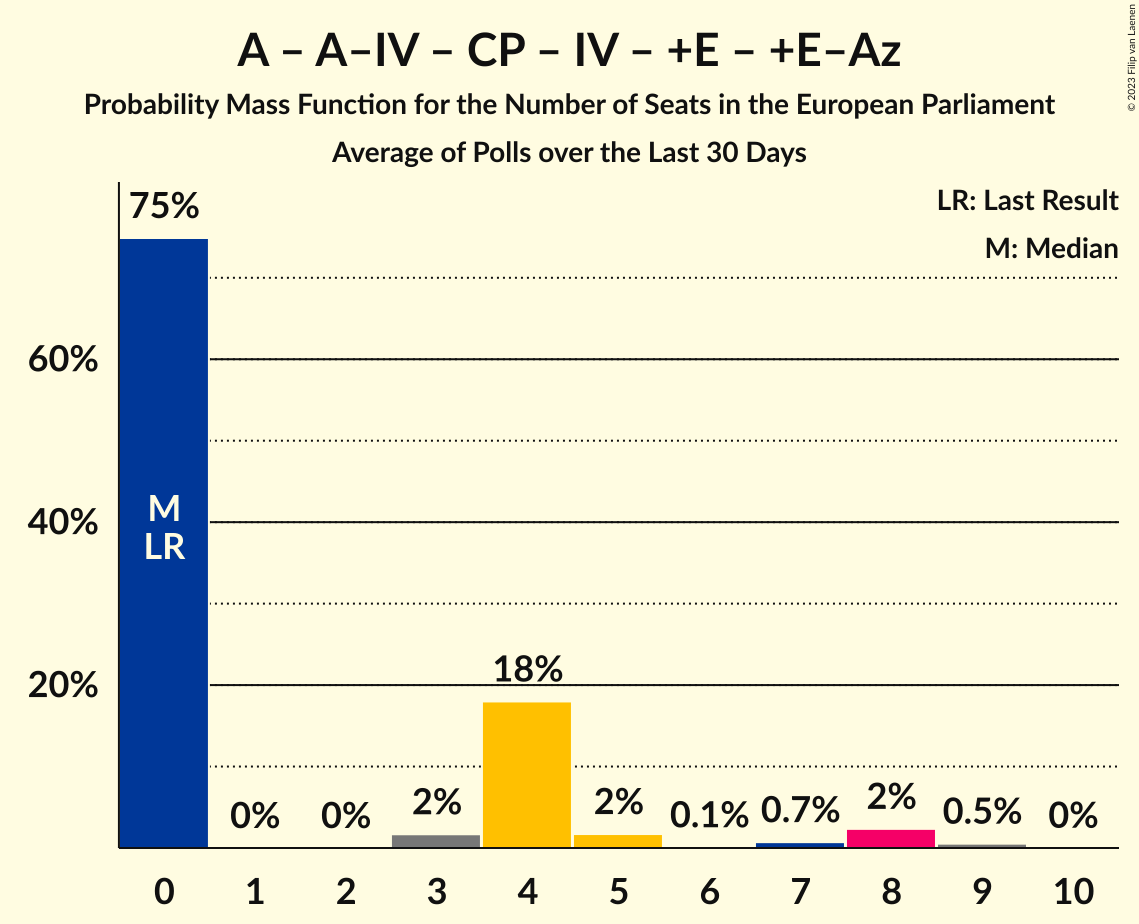 A – A–IV – CP – IV – +E – +E–Az
Probability Mass Function for the Number of Seats in the European Parliament
Average of Polls over the Last 30 Days
© 2023 Filip van Laenen
LR: Last Result
M: Median
75%
60%
40%
20%
M
LR
0%
0%
2%
18%
2%
0.1%
0.7%
2%
0.5%
0%
0 1 2 3 4 5 6 7 8 9 10